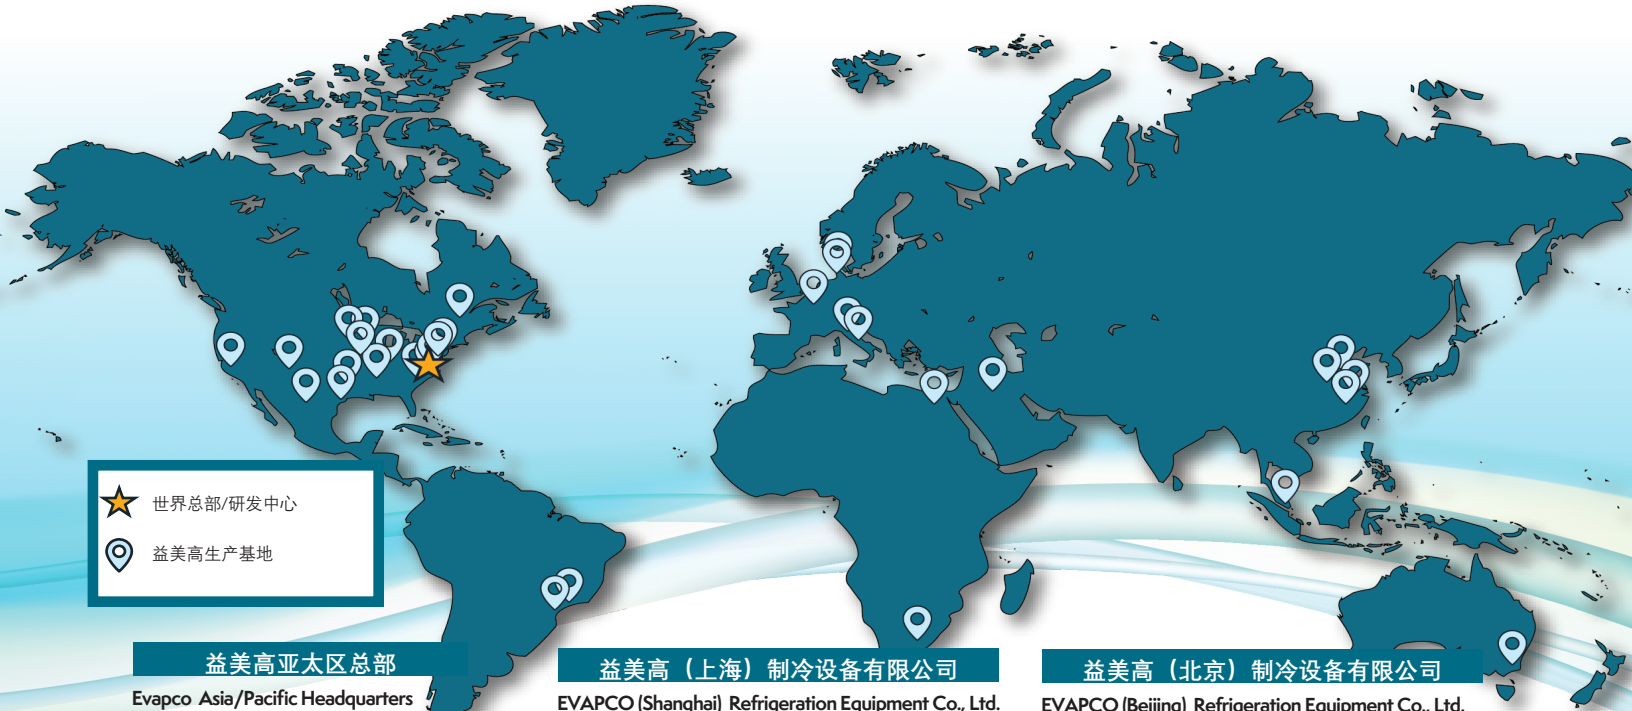 世界总部/研发中心
益美高生产基地
益美高亚太区总部
Evapco Asia/Pacific Headquarters
益美高（上海）制冷设备有限公司
EVAPCO (Shanghai) Refrigeration Equipment Co., Ltd.
益美高（北京）制冷设备有限公司
EVAPCO (Beijing) Refrigeration Equipment Co., Ltd.